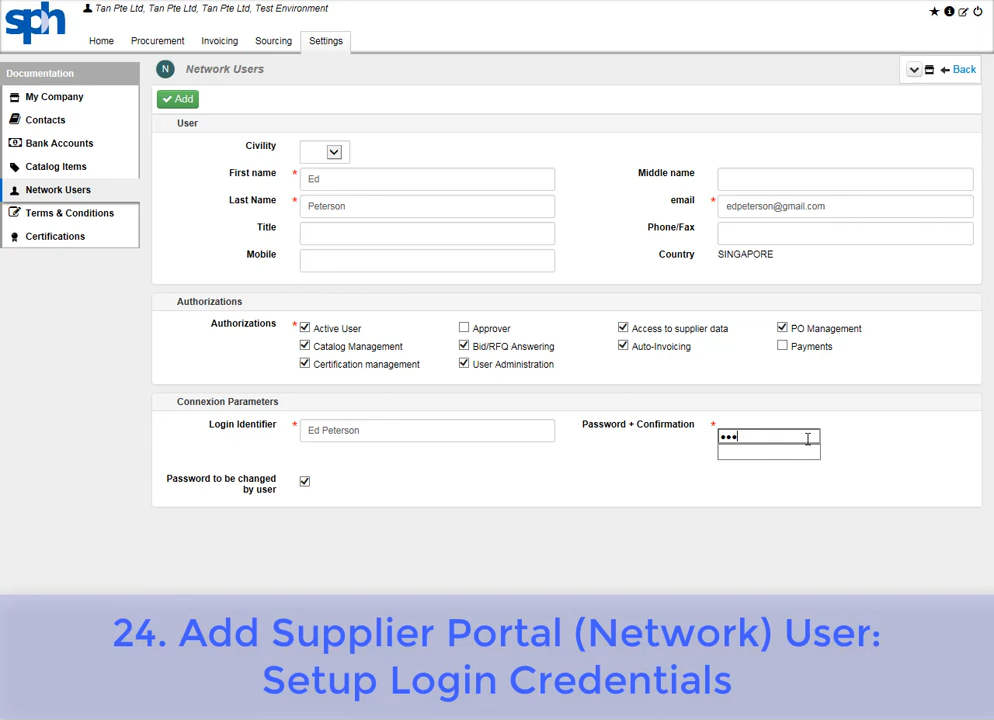 sph
Tan Pte Ltd, Tan Pte Ltd, Tan Pte Ltd, Test Environment
Home Procurement Invoicing Sourcing Settings
Documentation
My Company
Contacts
Bank Accounts
Catalog Items
Network Users
Terms & Conditions
Certifications
N Network Users
Back
Add
User
Civility
First name * Ed
Middle name
Last Name * Peterson
email * edpeterson@gmail.com
Title
Phone/Fax
Mobile
Country SINGAPORE
Authorizations
Authorizations * Active User Approver Access to supplier data PO Management
Catalog Management Bid/RFQ Answering Auto-Invoicing Payments
Certification management User Administration
Connexion Parameters
Login Identifier * Ed Peterson
Password + Confirmation * •••
Password to be changed
by user
24. Add Supplier Portal (Network) User:
Setup Login Credentials